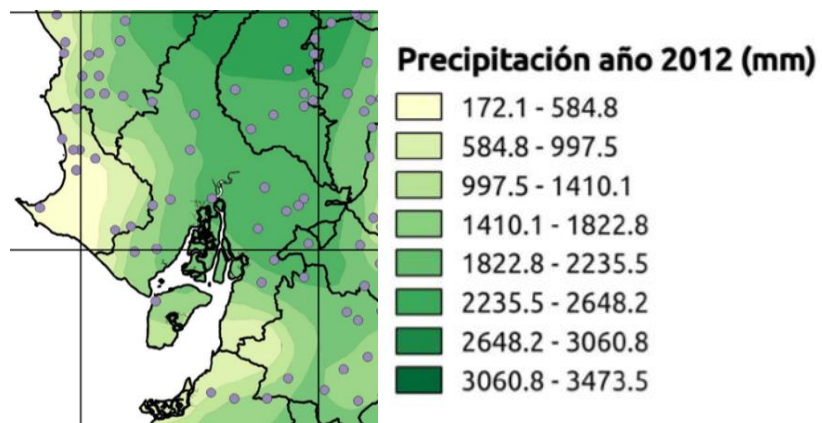 Precipitación año 2012 (mm)
172.1 - 584.8
584.8 - 997.5
997.5 - 1410.1
1410.1 - 1822.8
1822.8 - 2235.5
2235.5 - 2648.2
2648.2 - 3060.8
3060.8 - 3473.5